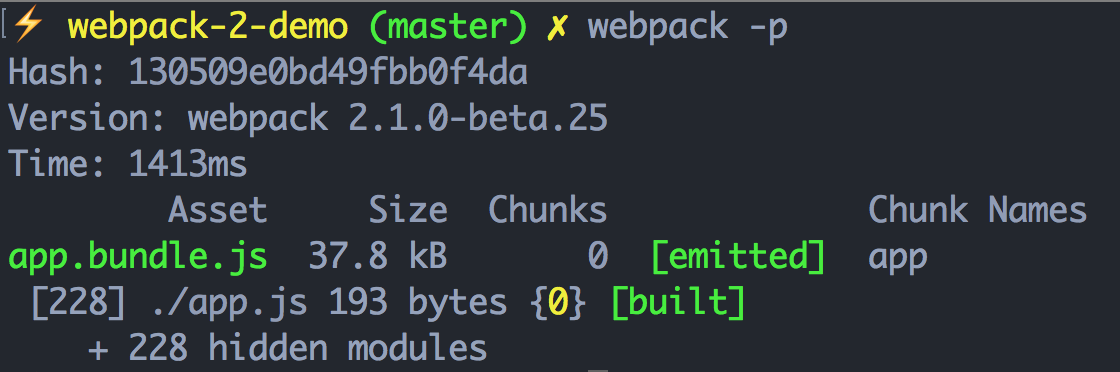 [⚡ webpack-2-demo (master) ✗ webpack -p
Hash: 130509e0bd49fbb0f4da
Version: webpack 2.1.0-beta.25
Time: 1413ms
Asset Size Chunks Chunk Names
app.bundle.js 37.8 kB 0 [emitted] app
[228] ./app.js 193 bytes {0} [built]
+ 228 hidden modules